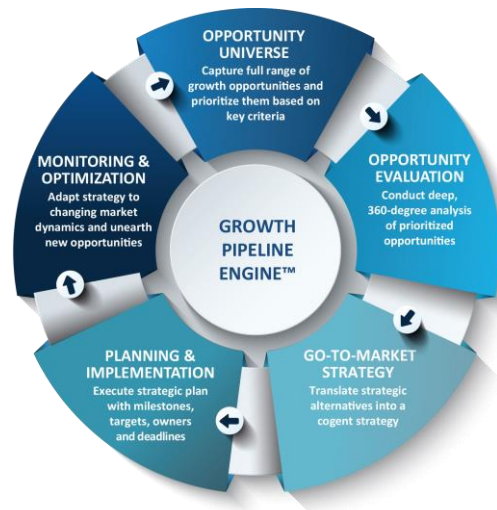 OPPORTUNITY
UNIVERSE
Capture full range of
growth opportunities and
prioritize them based on
key criteria
OPPORTUNITY
EVALUATION
Conduct deep,
360-degree analysis
of prioritized
opportunities
GO-TO-MARKET
STRATEGY
Translate strategic
alternatives into a
cogent strategy
PLANNING &
IMPLEMENTATION
Execute strategic plan
with milestones,
targets, owners
and deadlines
MONITORING &
OPTIMIZATION
Adapt strategy to
changing market
dynamics and unearth
new opportunities
GROWTH
PIPELINE
ENGINE™